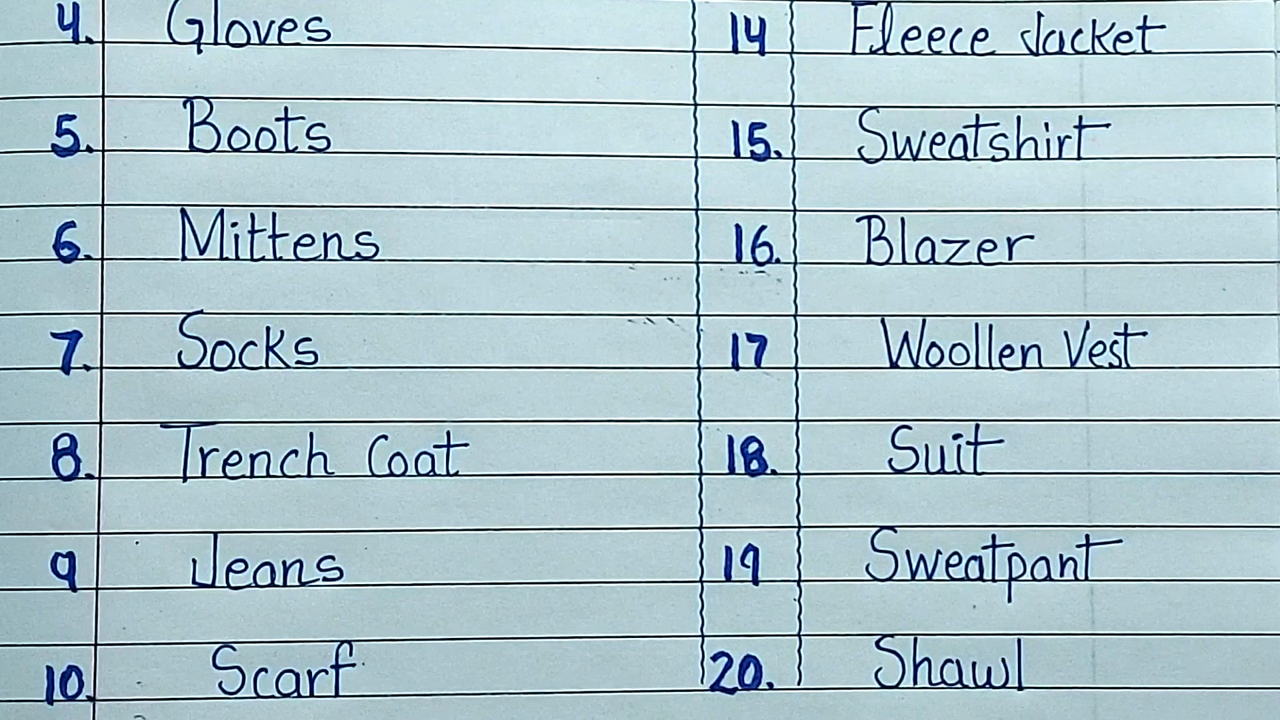 4. Gloves 14 Fleece Jacket
5. Boots 15. Sweatshirt
6. Mittens 16. Blazer
7. Socks 17 Woollen Vest
8. Trench Coat 18. Suit
9 Jeans 19 Sweatpant
10. Scarf 20. Shawl